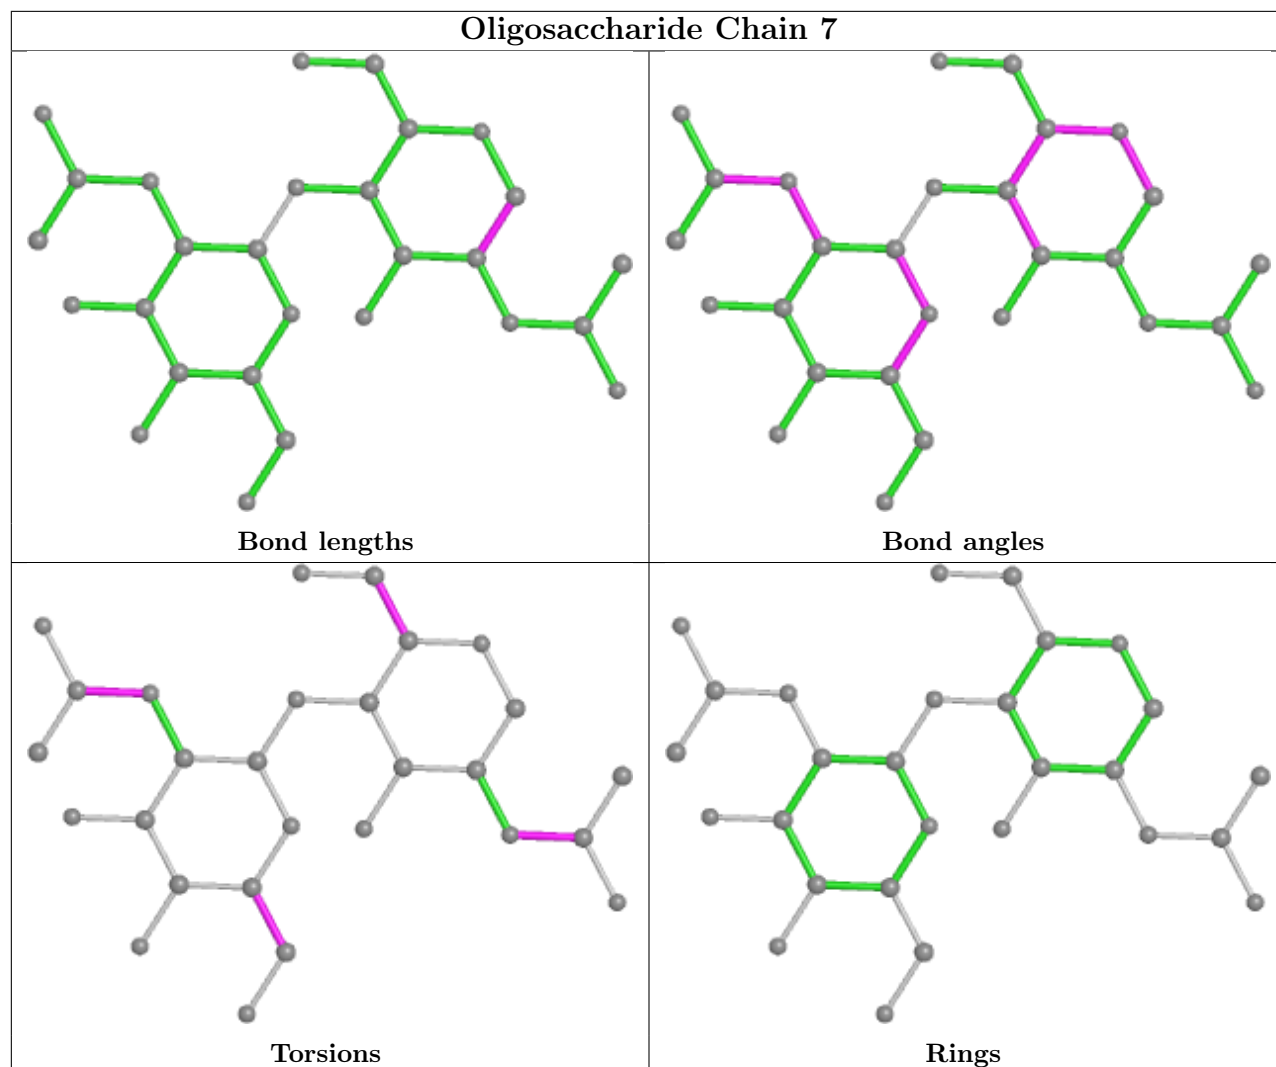 Oligosaccharide Chain 7
Bond lengths
Bond angles
Torsions
Rings